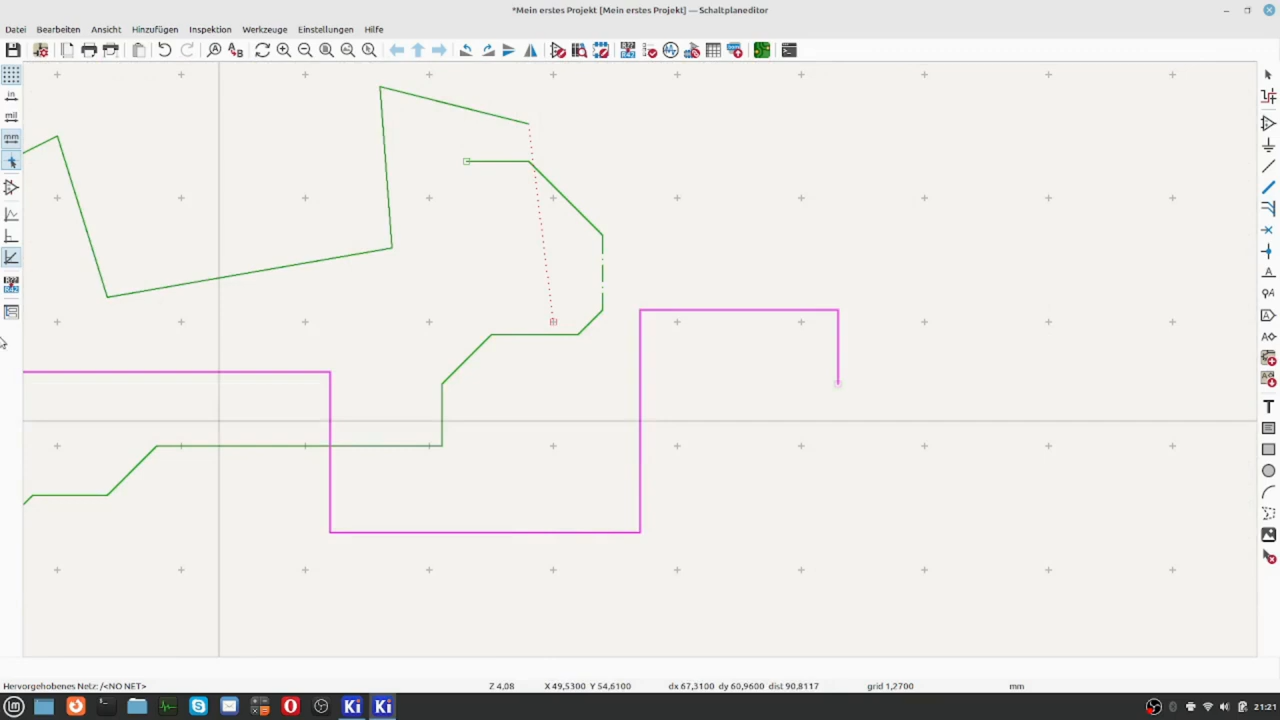 *Mein erstes Projekt [Mein erstes Projekt] — Schaltplaneditor
Datei Bearbeiten Ansicht Hinzufügen Inspektion Werkzeuge Einstellungen Hilfe
in
mil
mm
A
T
Hervorgehobenes Netz: /<NO NET> Z 4,08 X 49,5300 Y 54,6100 dx 67,3100 dy 60,9600 dist 90,8117 grid 1,2700 mm
Ki Ki 21:21